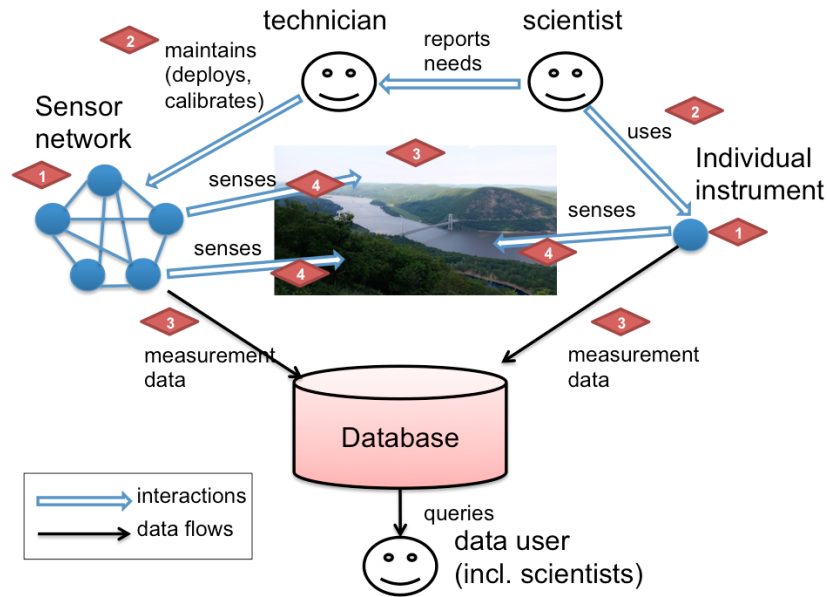 technician
scientist
2
maintains
(deploys,
calibrates)
reports
needs
Sensor
network
2
uses
1
3
Individual
instrument
senses
4
senses
1
senses
4
4
3
measurement
data
3
measurement
data
Database
interactions
data flows
queries
data user
(incl. scientists)